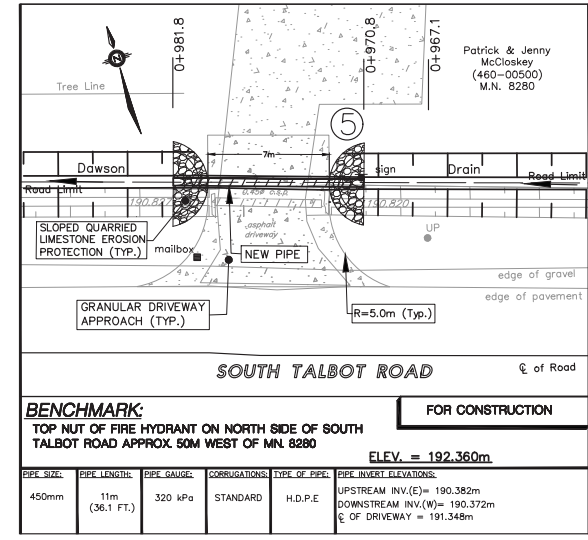 0+981.8
0+970.8
0+967.1
Patrick & Jenny
McCloskey
(460-00500)
M.N. 8280
N
Tree Line
5
7m
Dawson
sign
Drain
Road Limit
Road Limit
0.45ø C.S.P.
190.827
190.820
SLOPED QUARRIED
LIMESTONE EROSION
PROTECTION (TYP.)
mailbox
asphalt
driveway
UP
NEW PIPE
edge of gravel
GRANULAR DRIVEWAY
APPROACH (TYP.)
R=5.0m (Typ.)
edge of pavement
SOUTH TALBOT ROAD
℄ of Road
BENCHMARK:
FOR CONSTRUCTION
TOP NUT OF FIRE HYDRANT ON NORTH SIDE OF SOUTH
TALBOT ROAD APPROX. 50M WEST OF MN. 8280
ELEV. = 192.360m
PIPE SIZE: PIPE LENGTH: PIPE GAUGE: CORRUGATIONS: TYPE OF PIPE: PIPE INVERT ELEVATIONS:
450mm 11m 320 kPa STANDARD H.D.P.E UPSTREAM INV.(E)= 190.382m
(36.1 FT.) DOWNSTREAM INV.(W)= 190.372m
℄ OF DRIVEWAY = 191.348m